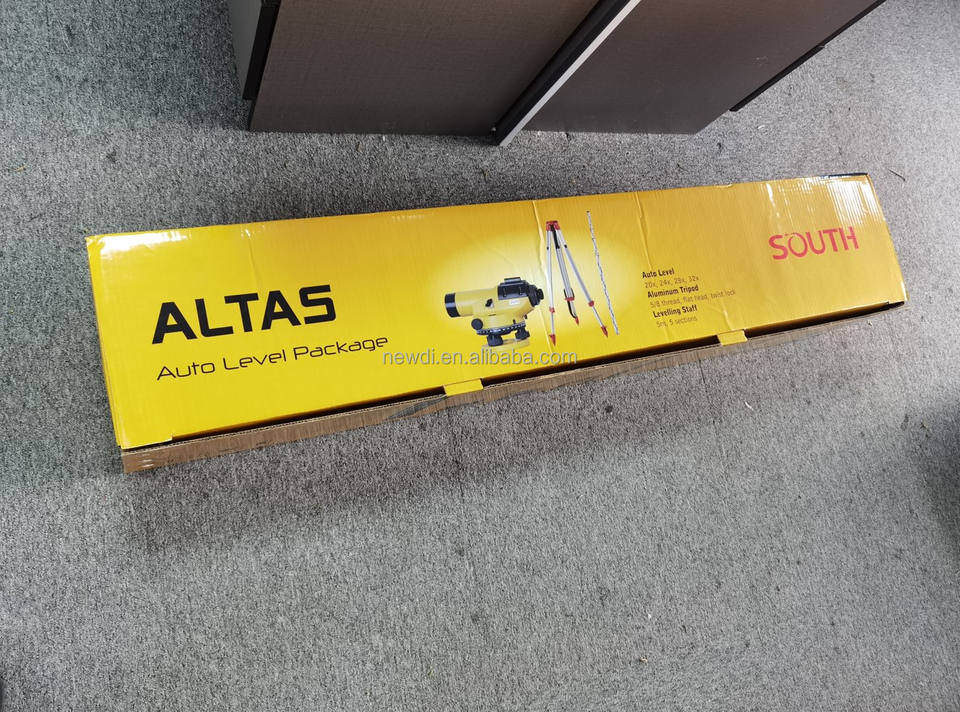 ALTAS
Auto Level Package
Auto Level
20x, 24x, 28x, 32x
Aluminum Tripod
5/8 thread, flat head, twist lock
Levelling Staff
5m, 5 sections
SOUTH
newdi.en.alibaba.com